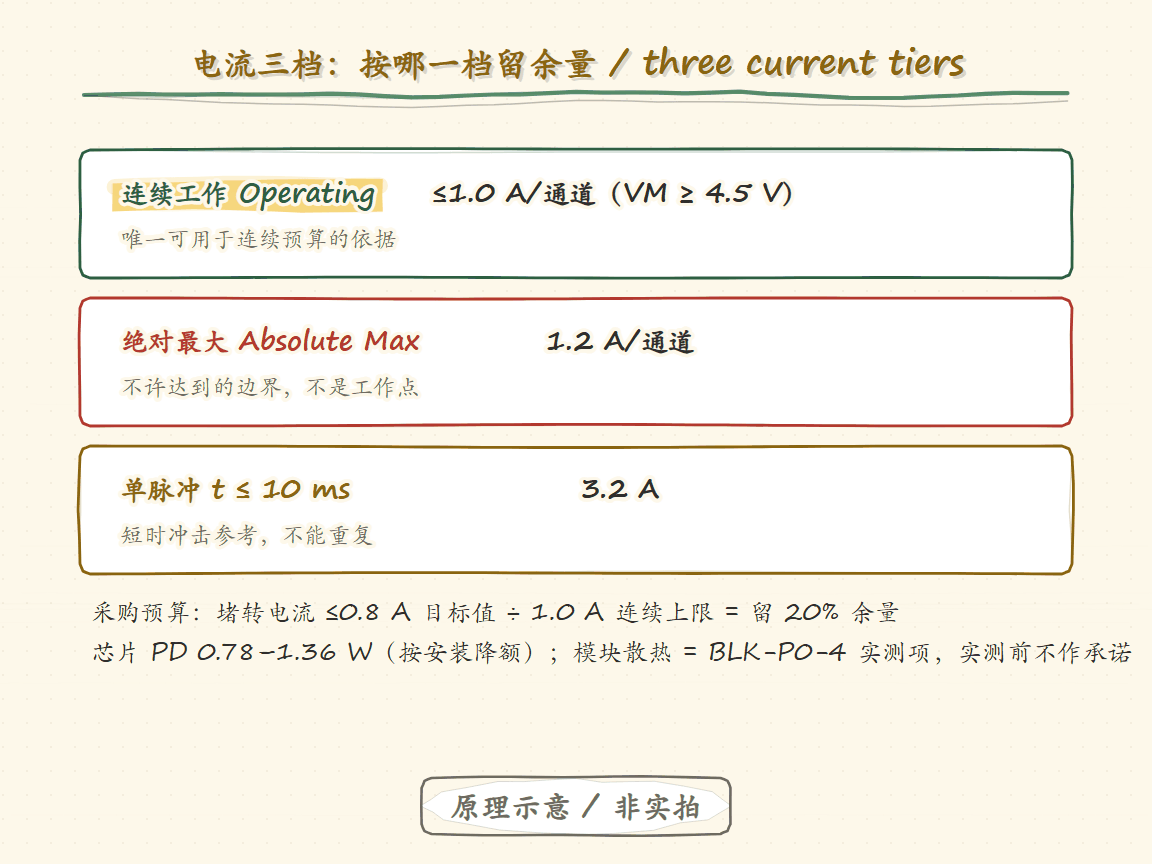 电流三档：按哪一档留余量 / three current tiers
连续工作 Operating ≤1.0 A/通道（VM ≥ 4.5 V）
唯一可用于连续预算的依据
绝对最大 Absolute Max 1.2 A/通道
不许达到的边界，不是工作点
单脉冲 t ≤ 10 ms 3.2 A
短时冲击参考，不能重复
采购预算：堵转电流 ≤0.8 A 目标值 ÷ 1.0 A 连续上限 = 留 20% 余量
芯片 PD 0.78–1.36 W（按安装降额）；模块散热 = BLK-P0-4 实测项，实测前不作承诺
原理示意 / 非实拍